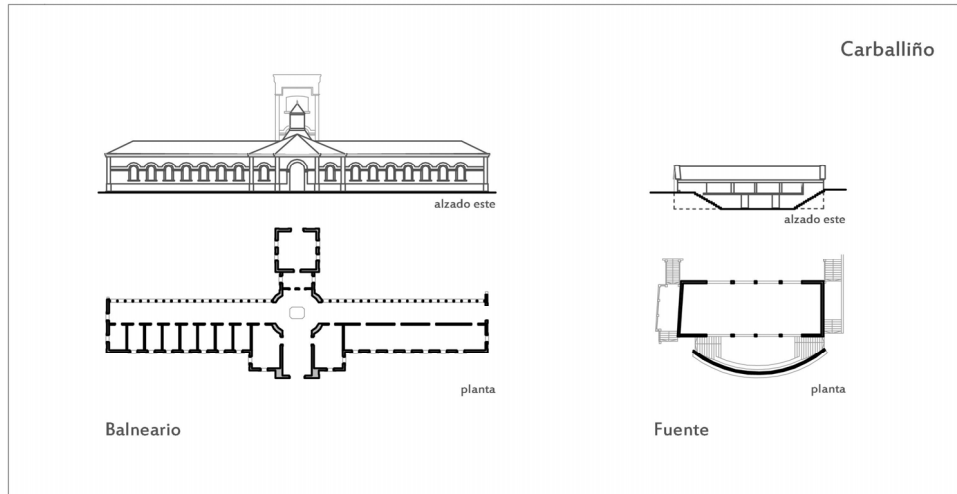 Carballiño
alzado este
alzado este
planta
planta
Balneario
Fuente